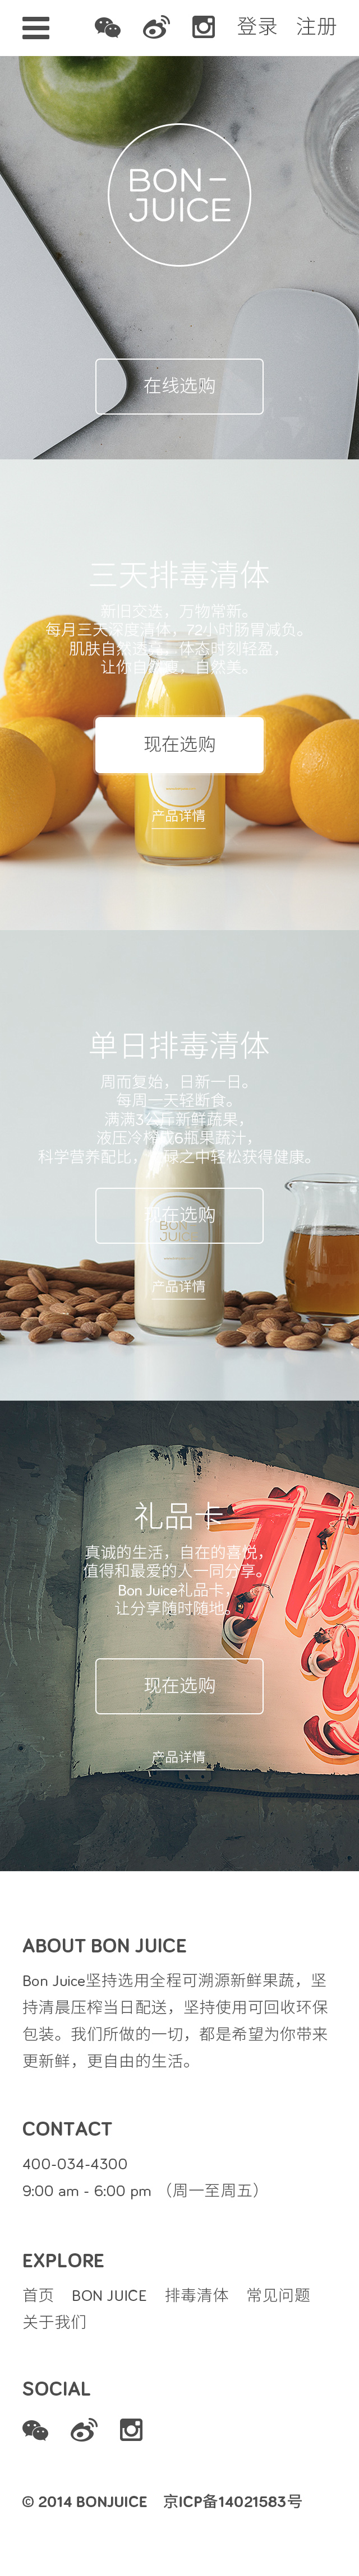 登录 注册
BON-
JUICE
在线选购
三天排毒清体
新旧交迭，万物常新。
每月三天深度清体，72小时肠胃减负。
肌肤自然透亮，体态时刻轻盈，
让你自然瘦，自然美。
现在选购
产品详情
单日排毒清体
周而复始，日新一日。
每周一天轻断食。
满满3公斤新鲜蔬果，
液压冷榨成6瓶果蔬汁，
科学营养配比，忙碌之中轻松获得健康。
现在选购
BON
JUICE
产品详情
礼品卡
真诚的生活，自在的喜悦，
值得和最爱的人一同分享。
Bon Juice礼品卡，
让分享随时随地。
现在选购
产品详情
ABOUT BON JUICE
Bon Juice坚持选用全程可溯源新鲜果蔬，坚
持清晨压榨当日配送，坚持使用可回收环保
包装。我们所做的一切，都是希望为你带来
更新鲜，更自由的生活。
CONTACT
400-034-4300
9:00 am - 6:00 pm （周一至周五）
EXPLORE
首页 BON JUICE 排毒清体 常见问题
关于我们
SOCIAL
© 2014 BONJUICE 京ICP备14021583号